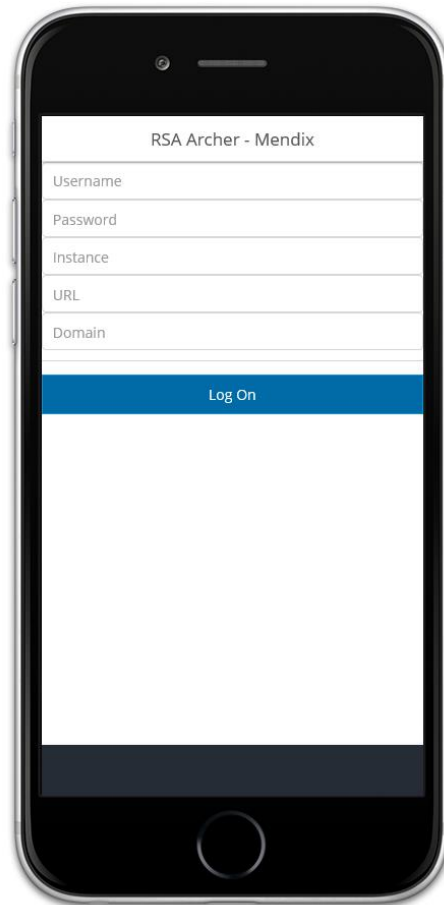 RSA Archer - Mendix
Username
Password
Instance
URL
Domain
Log On